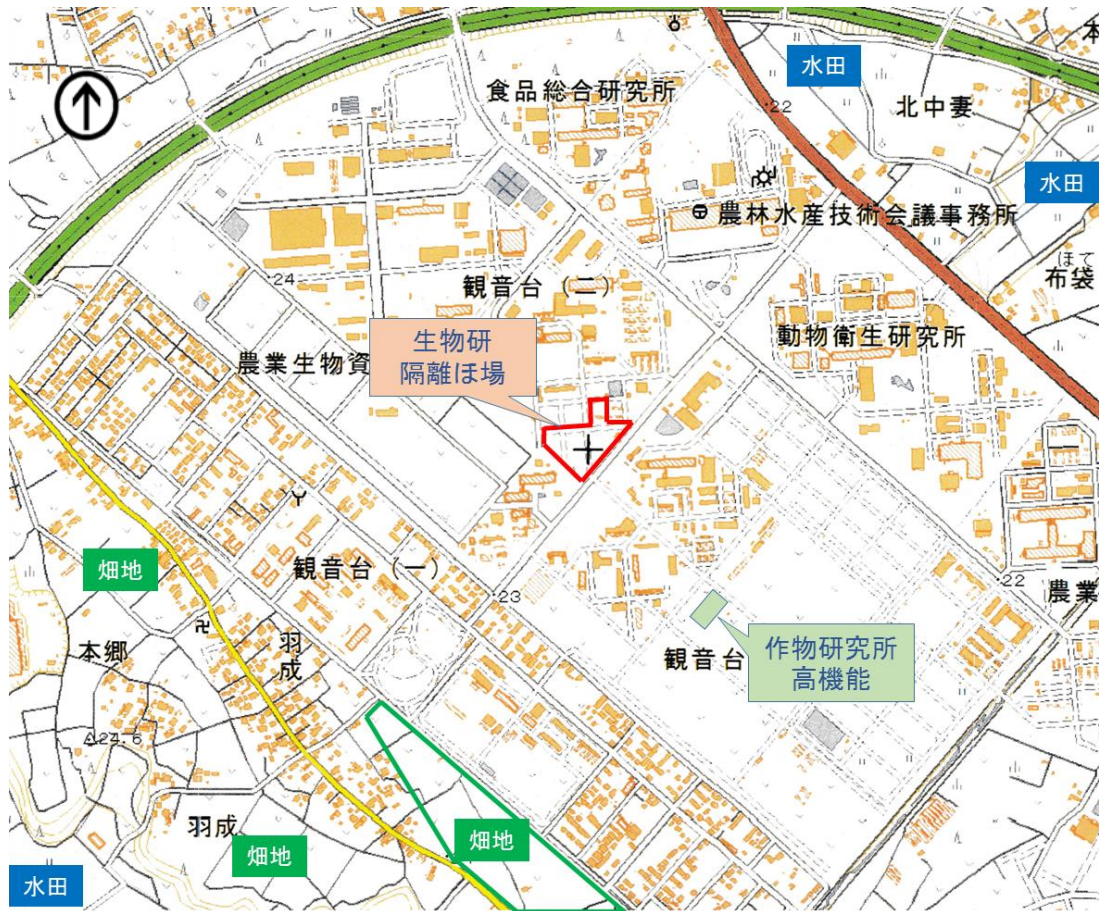 本
水田
食品総合研究所
22
北中妻
水田
農林水産技術会議事務所
ほて
布袋
24
観音台(二)
動物衛生研究所
生物研
隔離ほ場
農業生物資
畑地
観音台(一)
23
22
農業
本郷
羽成
観音台
作物研究所
高機能
24.6
羽成
畑地
畑地
水田